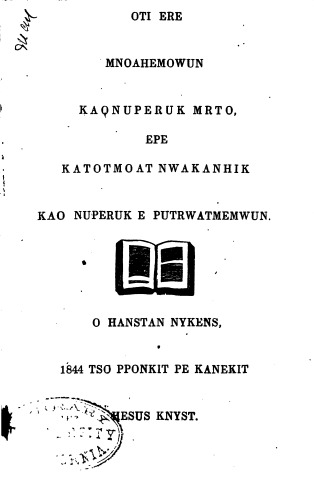 OTI ERE
MNOAHEMOWUN
KAQNUPERUK MRTO,
EPE
KATOTMOAT NWAKANHIK
KAO NUPERUK E PUTRWATMEMWUN.
O HANSTAN NYKENS,
1844 TSO PPONKIT PE KANEKIT
HESUS KNYST.